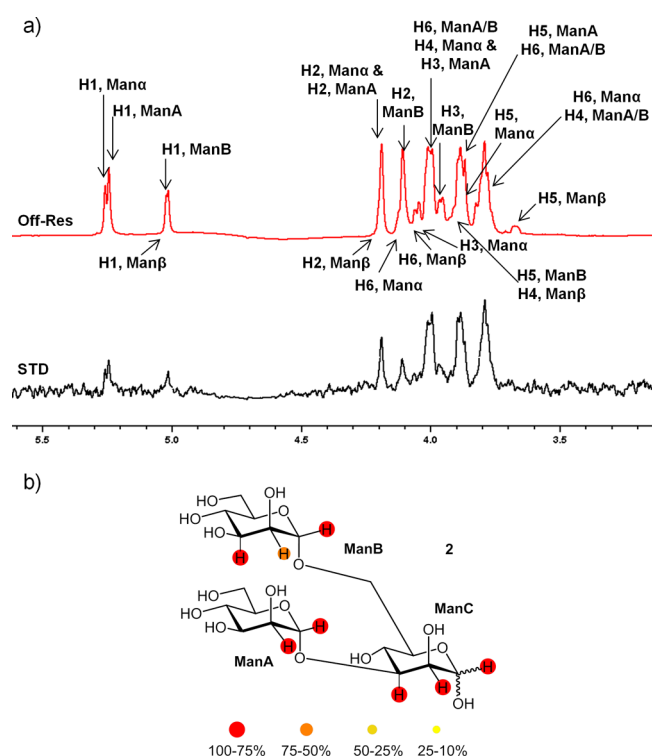 a)
H1, Manα
H1, ManA
H1, ManB
H2, Manα &
H2, ManA
H2,
ManB
H6, ManA/B
H4, Manα &
H3, ManA
H3,
ManB
H5, ManA
H6, ManA/B
H5,
Manα
H6, Manα
H4, ManA/B
H5, Manβ
Off-Res
H1, Manβ
H2, Manβ
H6, Manα
H6, Manβ
H3, Manα
H5, ManB
H4, Manβ
STD
5.5 5.0 4.0 3.5
b)
HO OH
HO O H
HO
H H O
ManB 2
HO OH
HO O H
HO
H O
ManA
ManC
OH
HO O H
H H OH
100-75% 75-50% 50-25% 25-10%